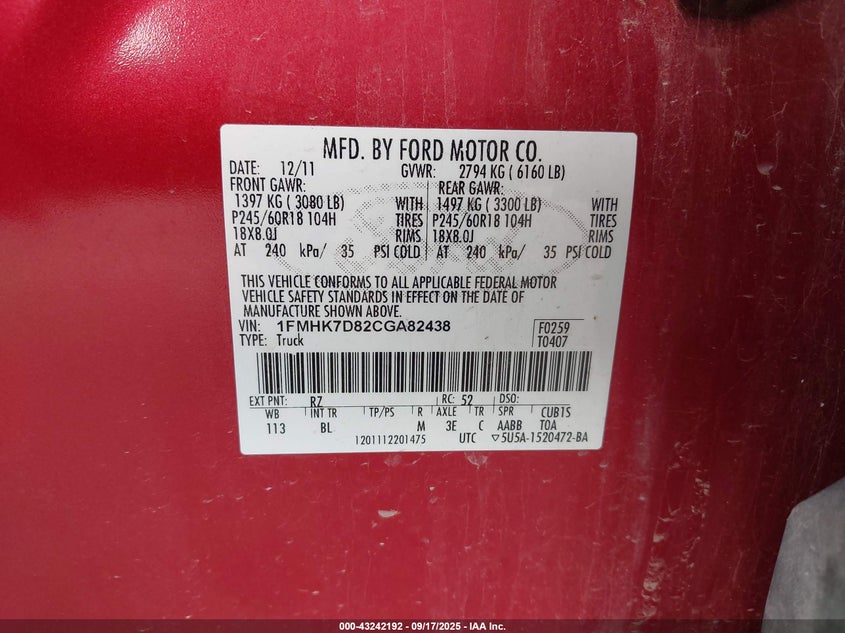 MFD. BY FORD MOTOR CO.
DATE: 12/11 GVWR: 2794 KG ( 6160 LB)
FRONT GAWR: REAR GAWR:
1397 KG ( 3080 LB) WITH 1497 KG ( 3300 LB) WITH
P245/60R18 104H TIRES P245/60R18 104H TIRES
18X8.0J RIMS 18X8.0J RIMS
AT 240 kPa/ 35 PSI COLD AT 240 kPa/ 35 PSI COLD
THIS VEHICLE CONFORMS TO ALL APPLICABLE FEDERAL MOTOR
VEHICLE SAFETY STANDARDS IN EFFECT ON THE DATE OF
MANUFACTURE SHOWN ABOVE.
VIN: 1FMHK7D82CGA82438 F0259
TYPE: Truck T0407
EXT PNT: RZ RC: 52 DSO:
WB INT TR TP/PS R AXLE TR SPR CUB1S
113 BL M 3E C AABB TOA
1201112201475 UTC ▽5U5A-1520472-BA
000-43242192 - 09/17/2025 - IAA Inc.